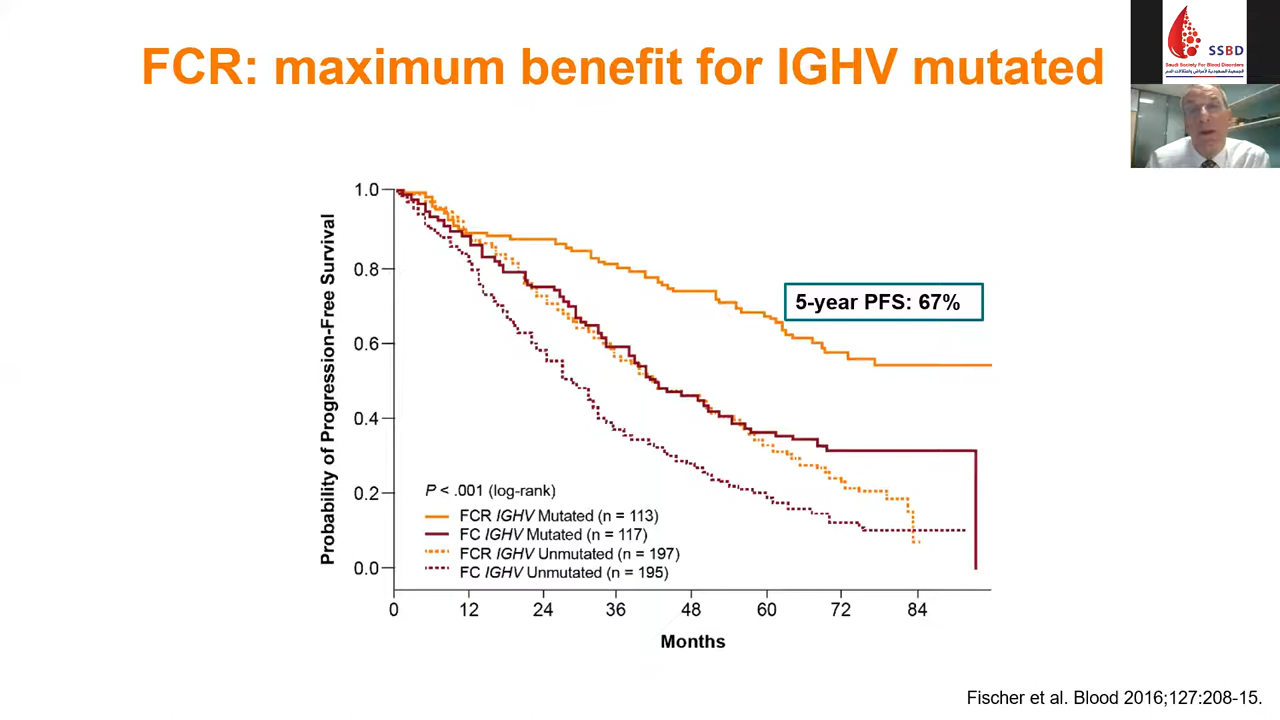 FCR: maximum benefit for IGHV mutated
SSBD
Saudi Society For Blood Disorders
Probability of Progression-Free Survival
1.0
0.8
0.6
0.4
0.2
0.0
5-year PFS: 67%
P < .001 (log-rank)
FCR IGHV Mutated (n = 113)
FC IGHV Mutated (n = 117)
FCR IGHV Unmutated (n = 197)
FC IGHV Unmutated (n = 195)
0 12 24 36 48 60 72 84
Months
Fischer et al. Blood 2016;127:208-15.